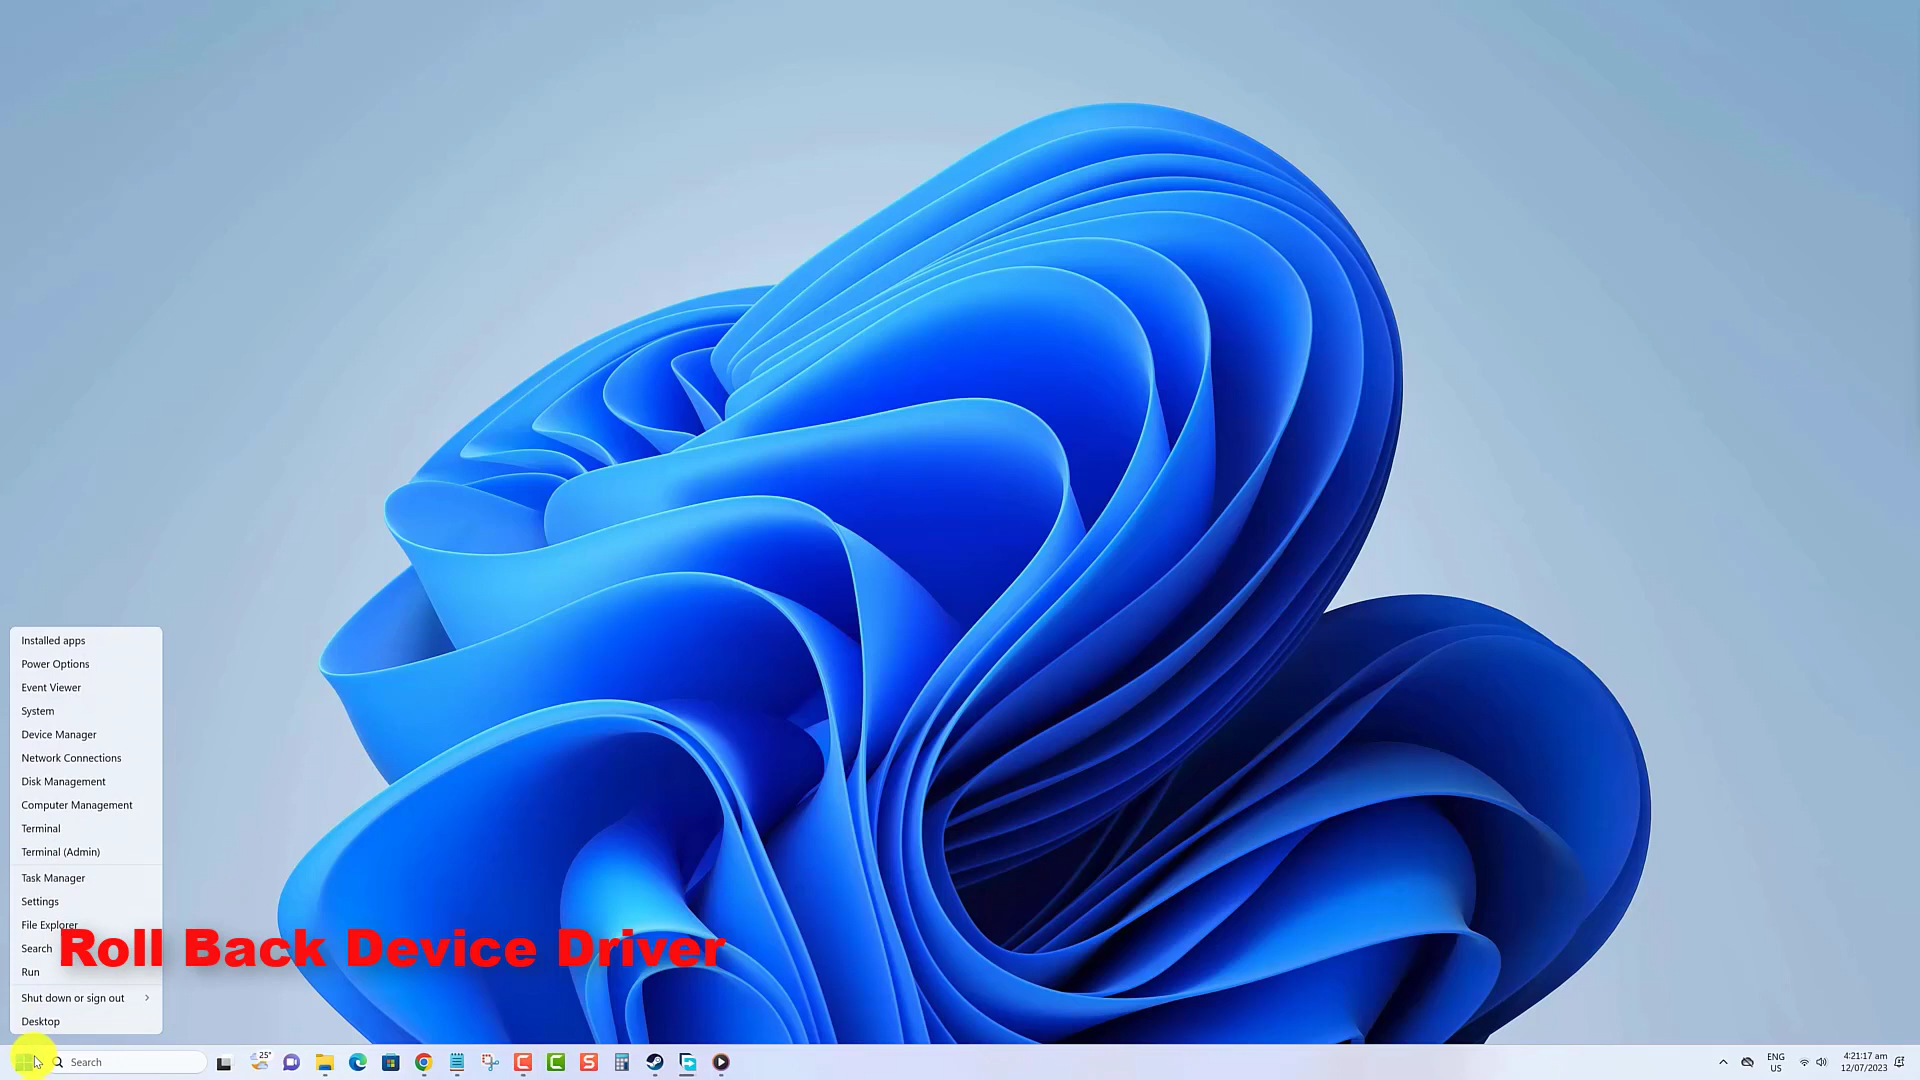 Installed apps
Power Options
Event Viewer
System
Device Manager
Network Connections
Disk Management
Computer Management
Terminal
Terminal (Admin)
Task Manager
Settings
File Explorer
Search
Roll Back Device Driver
Run
Shut down or sign out
Desktop
Search
25°
S
ENG
US
4:21:17 am
12/07/2023